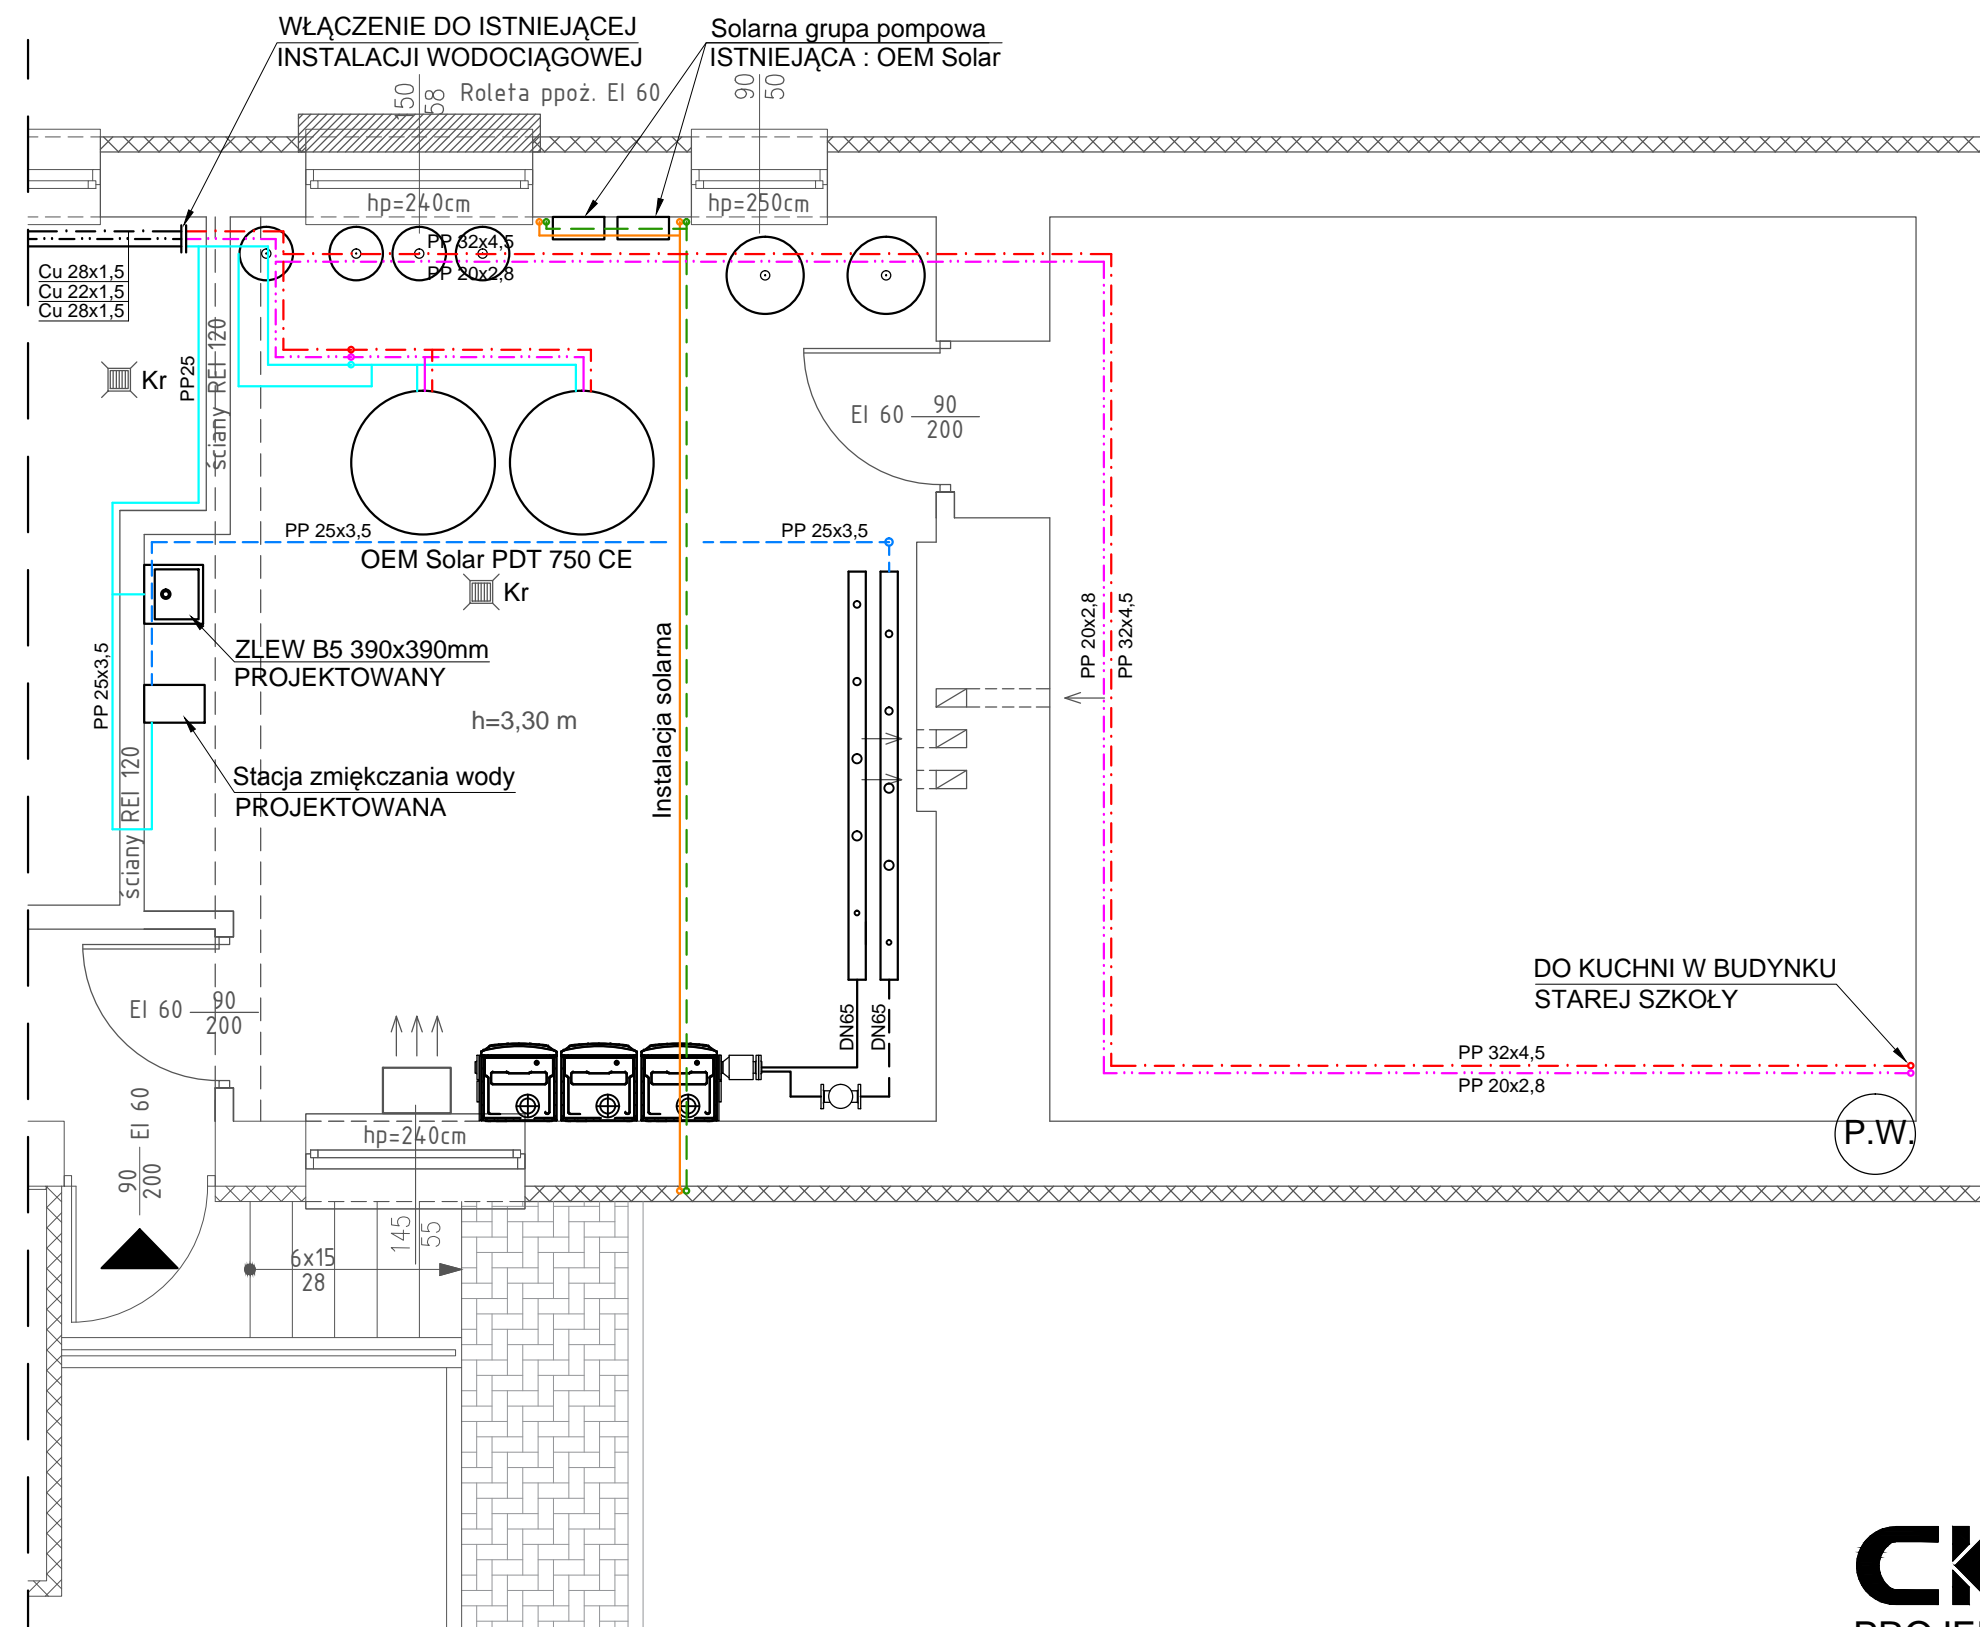 WŁĄCZENIE DO ISTNIEJĄCEJ
INSTALACJI WODOCIĄGOWEJ
Solarna grupa pompowa
ISTNIEJĄCA : OEM Solar
150
58
Roleta ppoż. EI 60
90
50
hp=240cm
hp=250cm
PP 32x4,5
PP 20x2,8
Cu 28x1,5
Cu 22x1,5
Cu 28x1,5
Kr
PP25
ściany REI 120
EI 60
90
200
PP 25x3,5
PP 25x3,5
OEM Solar PDT 750 CE
Kr
ZLEW B5 390x390mm
PROJEKTOWANY
PP 25x3,5
h=3,30 m
Instalacja solarna
PP 20x2,8
PP 32x4,5
Stacja zmiękczania wody
PROJEKTOWANA
ściany REI 120
EI 60
90
200
DN65
DN65
DO KUCHNI W BUDYNKU
STAREJ SZKOŁY
PP 32x4,5
PP 20x2,8
P.W.
hp=240cm
90
200
EI 60
145
55
6x15
28
CK